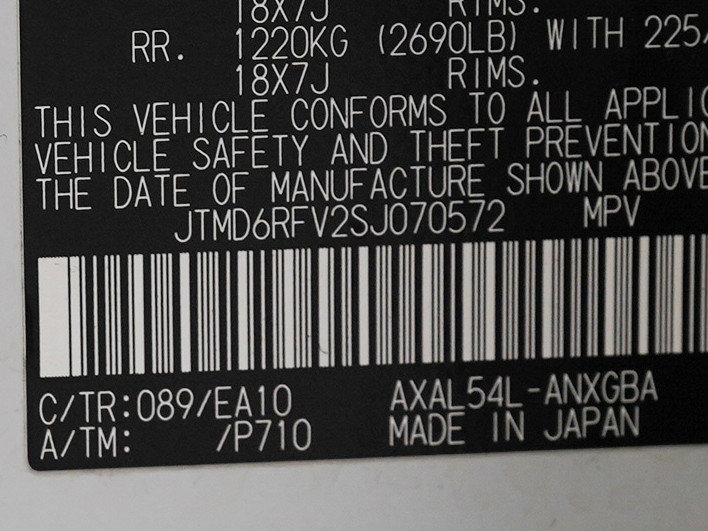 18X7J RIMS.
RR. 1220KG (2690LB) WITH 225/
18X7J RIMS.
THIS VEHICLE CONFORMS TO ALL APPLIC
VEHICLE SAFETY AND THEFT PREVENTION
THE DATE OF MANUFACTURE SHOWN ABOVE
JTMD6RFV2SJ070572 MPV
C/TR:089/EA10 AXAL54L-ANXGBA
A/TM: /P710 MADE IN JAPAN